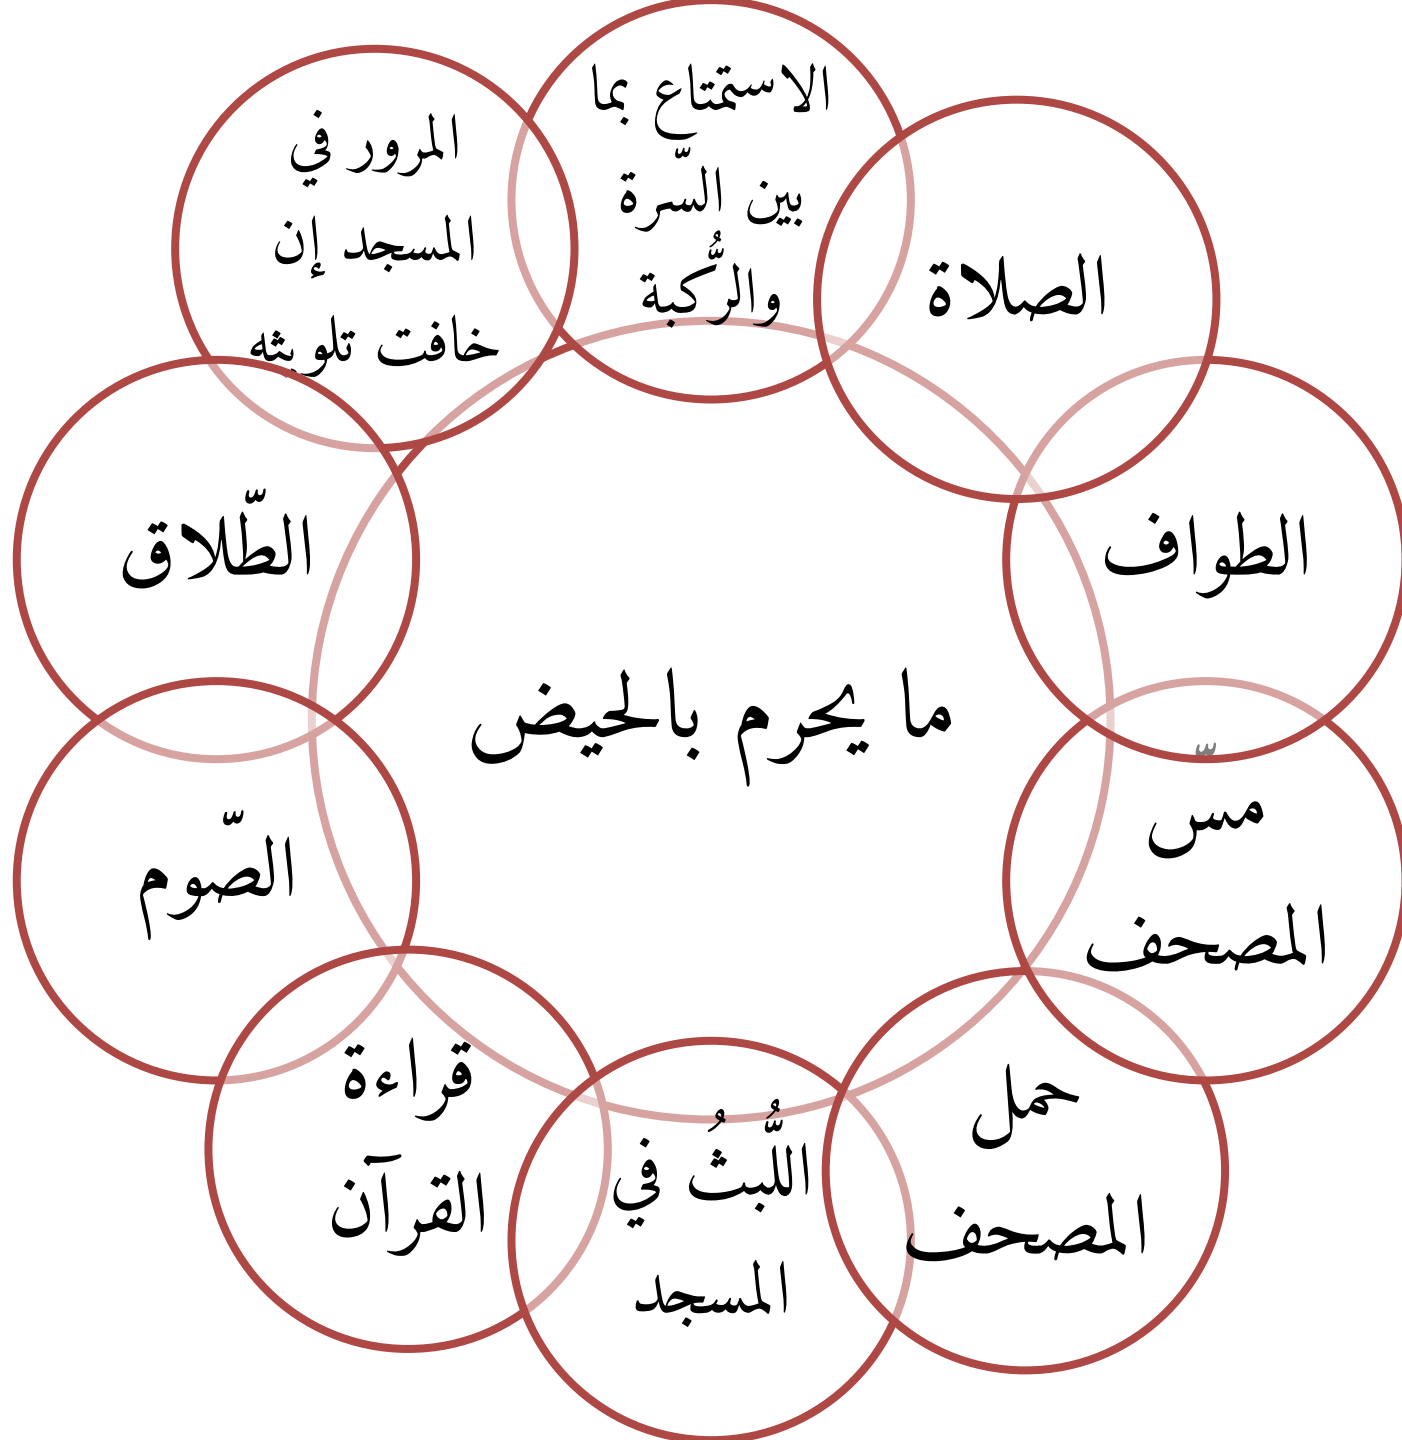 ما يحرم بالحيض
الاستمتاع بما
بين السّرة
والرُّكبة
الصلاة
الطواف
مسّ
المصحف
حمل
المصحف
اللُّبثُ في
المسجد
قراءة
القرآن
الصّوم
الطّلاق
المرور في
المسجد إن
خافت تلويثه